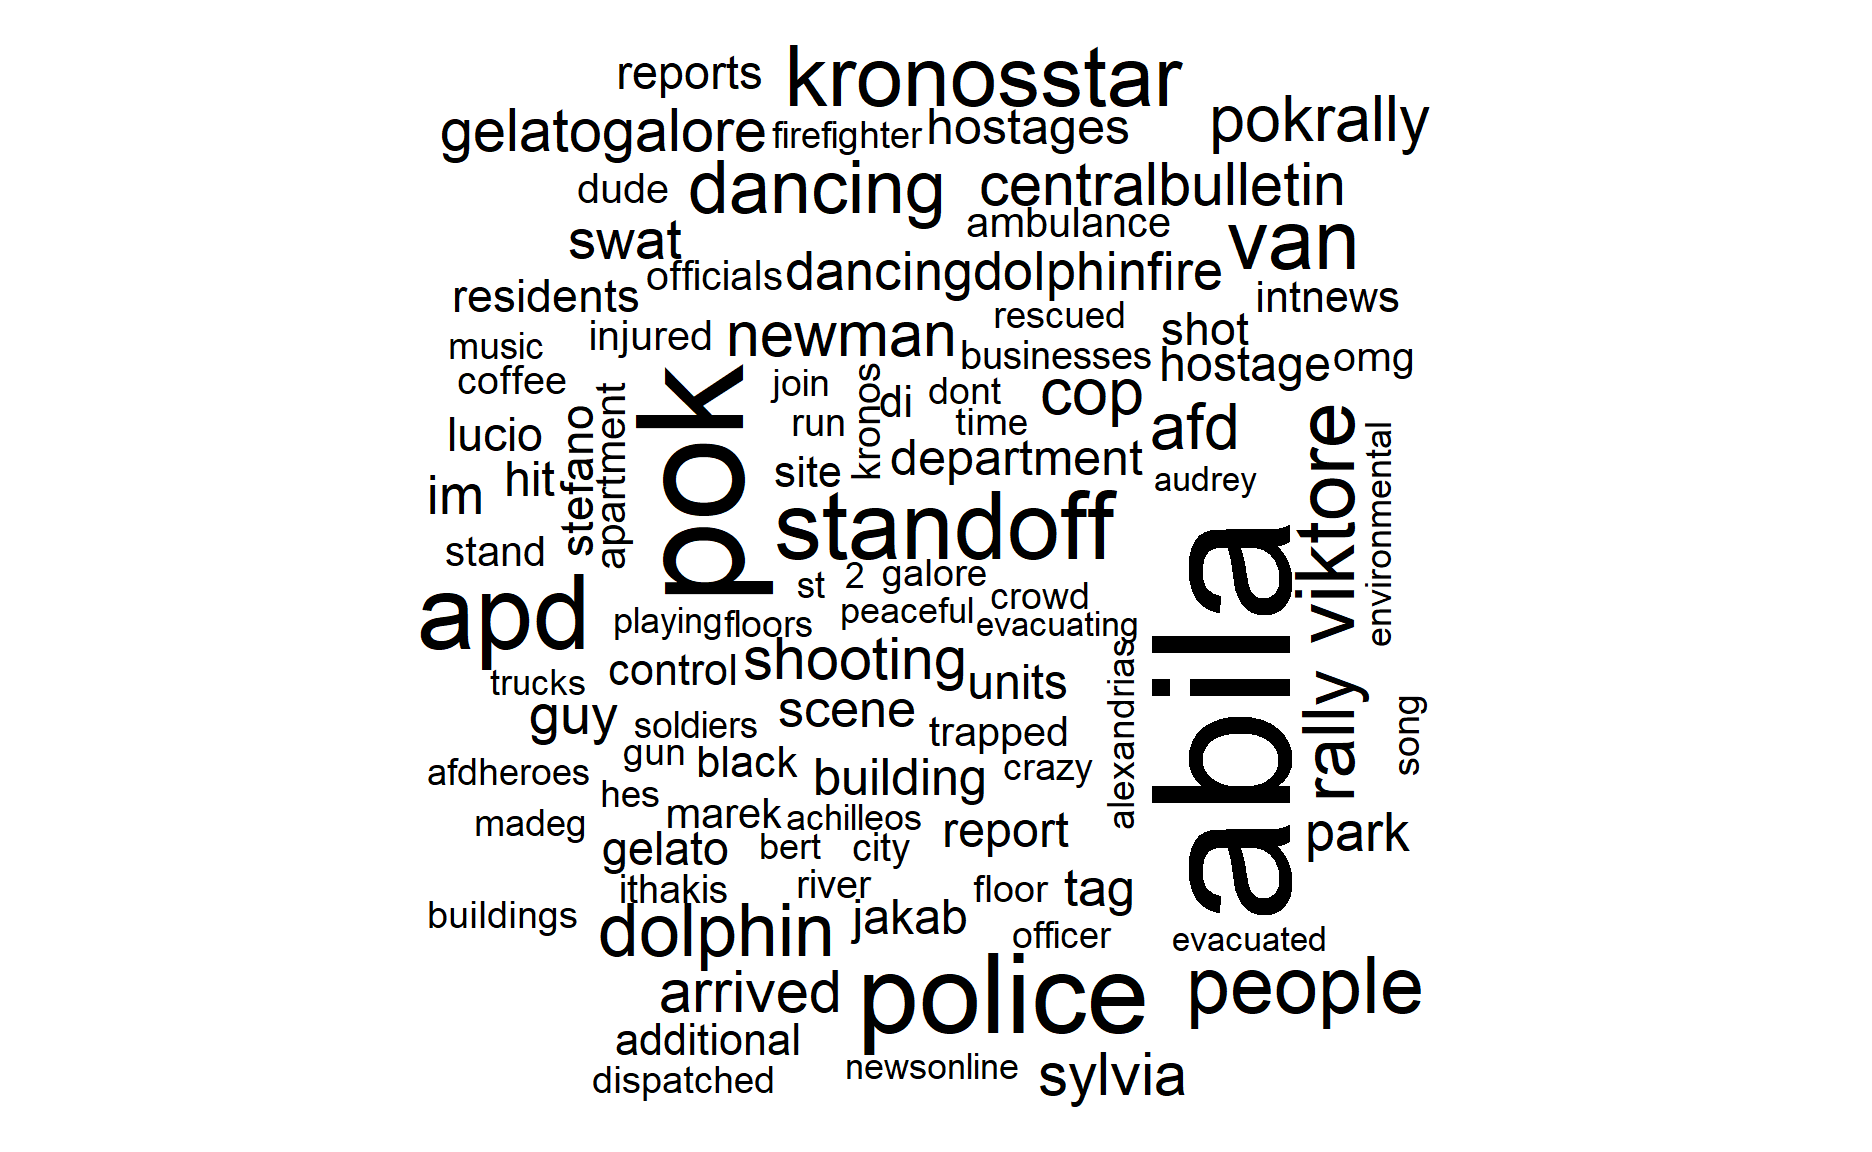 reports kronosstar
gelatogalore firefighter hostages pokrally
dude dancing centralbulletin
swat ambulance van
officials dancingdolphinfire
residents intnews
injured newman rescued shot
music businesses hostage omg
coffee join kronos di dont cop
lucio stefano apartment pok run time afd viktore environmental
im hit site department audrey
standoff
stand st 2 galore abila
apd playing floors peaceful crowd
evacuating
control shooting units alexandrias rally song
trucks
guy soldiers scene trapped
gun black building crazy
afdheroes hes
madeg marek achilleos report park
gelato bert city
ithakis river floor tag
buildings dolphin jakab officer evacuated
arrived police people
additional
dispatched newsonline sylvia